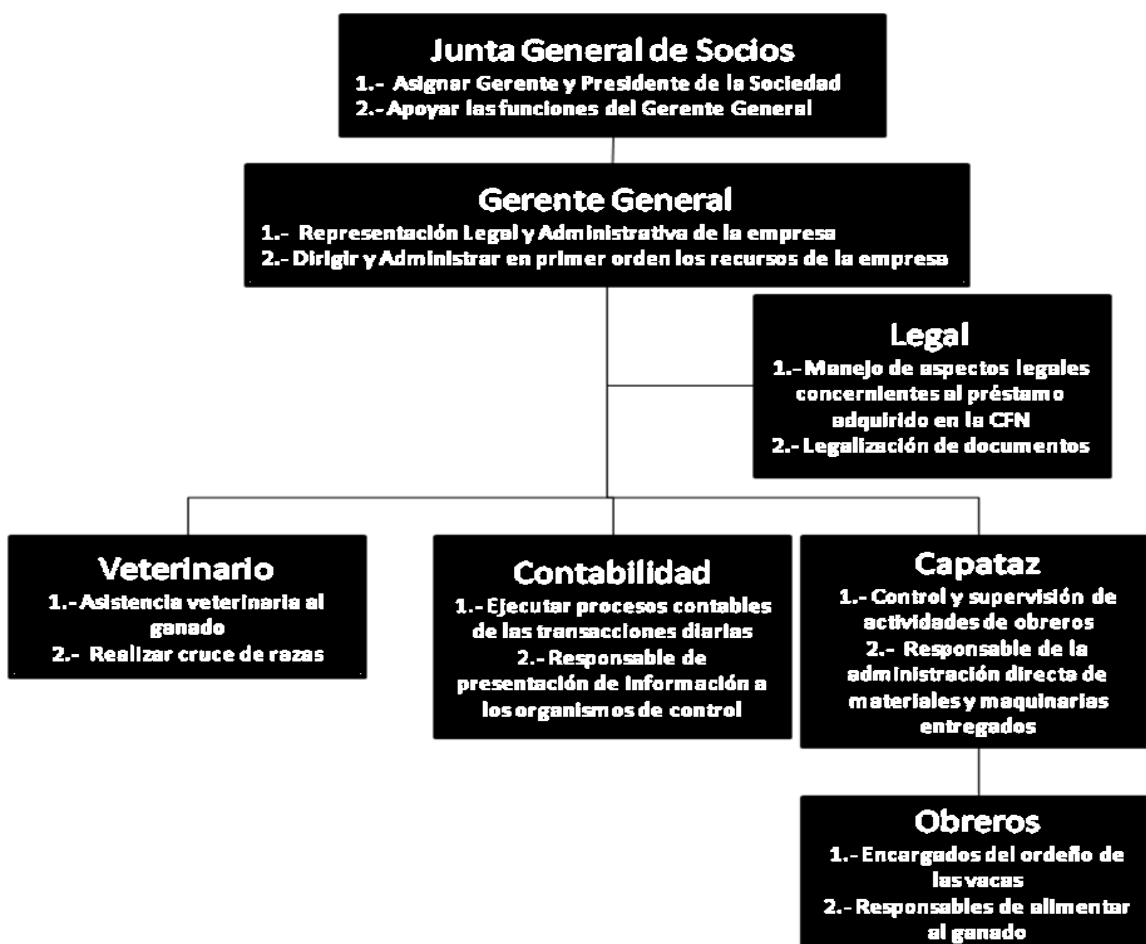 Junta General de Socios
1.- Asignar Gerente y Presidente de la Sociedad
2.- Apoyar las funciones del Gerente General
Gerente General
1.- Representación Legal y Administrativa de la empresa
2.- Dirigir y Administrar en primer orden los recursos de la empresa
Legal
1.- Manejo de aspectos legales
concernientes al préstamo
adquirido en la CFN
2.- Legalización de documentos
Veterinario
1.- Asistencia veterinaria al
ganado
2.- Realizar cruce de razas
Contabilidad
1.- Ejecutar procesos contables
de las transacciones diarias
2.- Responsable de
presentación de información a
los organismos de control
Capataz
1.- Control y supervisión de
actividades de obreros
2.- Responsable de la
administración directa de
materiales y maquinarias
entregados
Obreros
1.- Encargados del ordeño de
las vacas
2.- Responsables de alimentar
al ganado